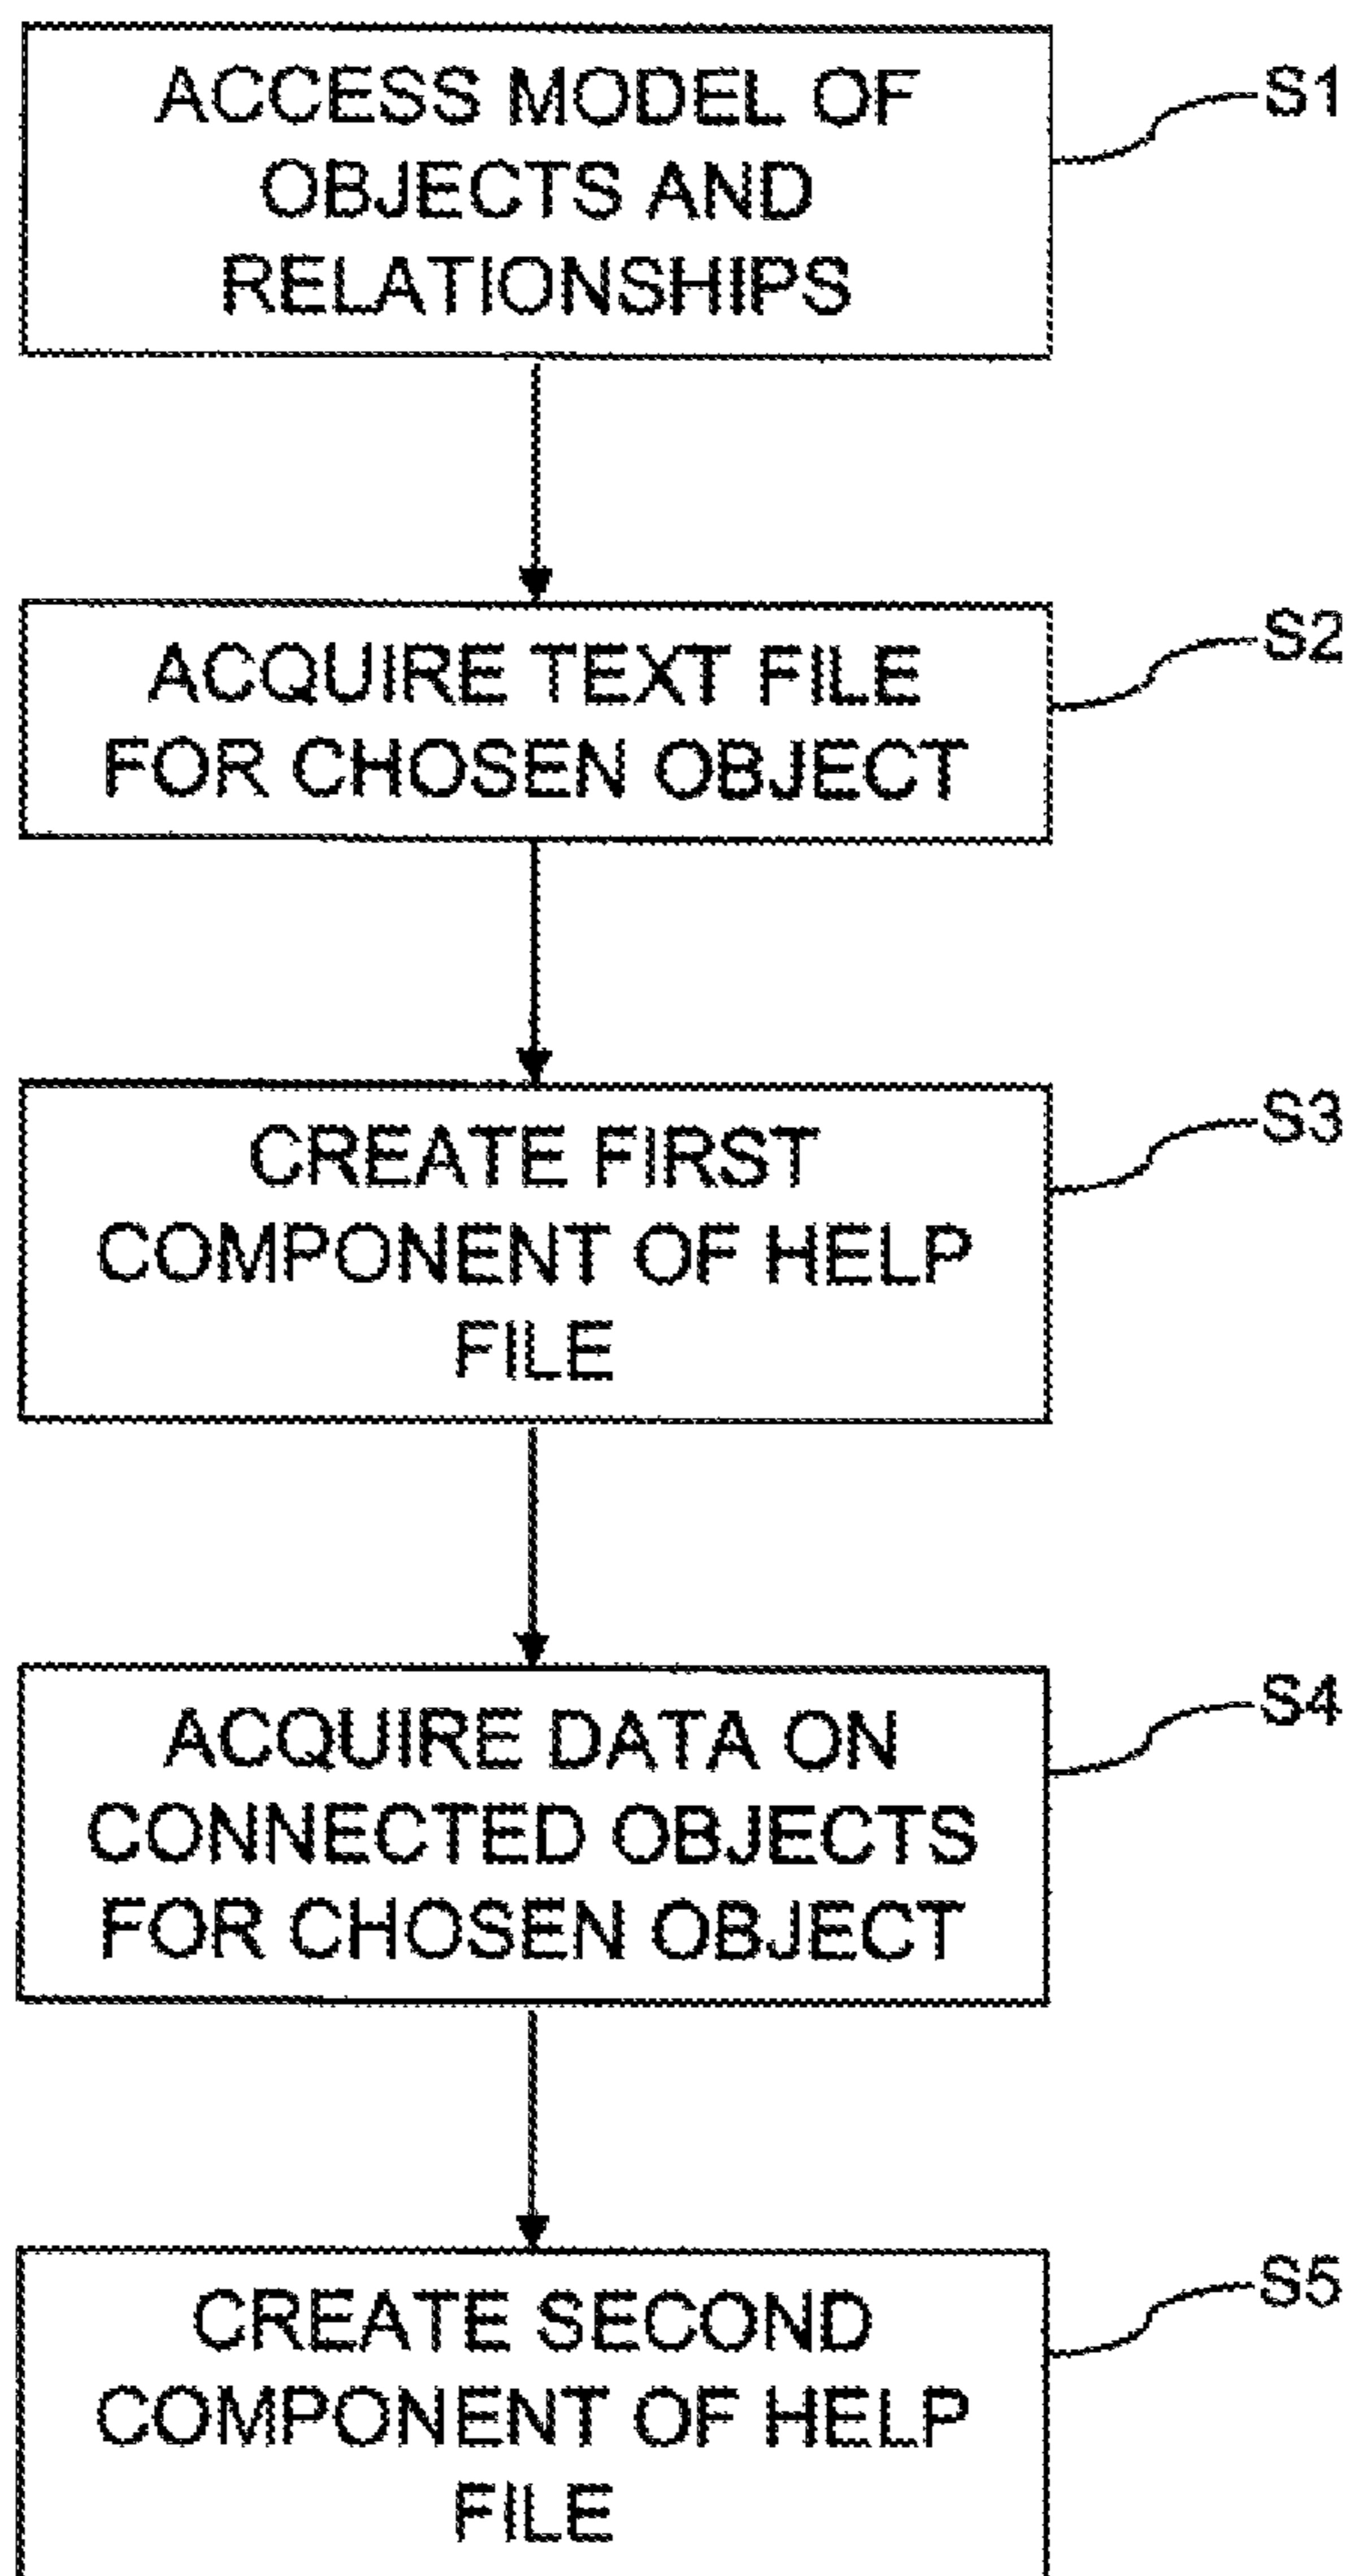 ACCESS MODEL OF
OBJECTS AND
RELATIONSHIPS
S1
ACQUIRE TEXT FILE
FOR CHOSEN OBJECT
S2
CREATE FIRST
COMPONENT OF HELP
FILE
S3
ACQUIRE DATA ON
CONNECTED OBJECTS
FOR CHOSEN OBJECT
S4
CREATE SECOND
COMPONENT OF HELP
FILE
S5